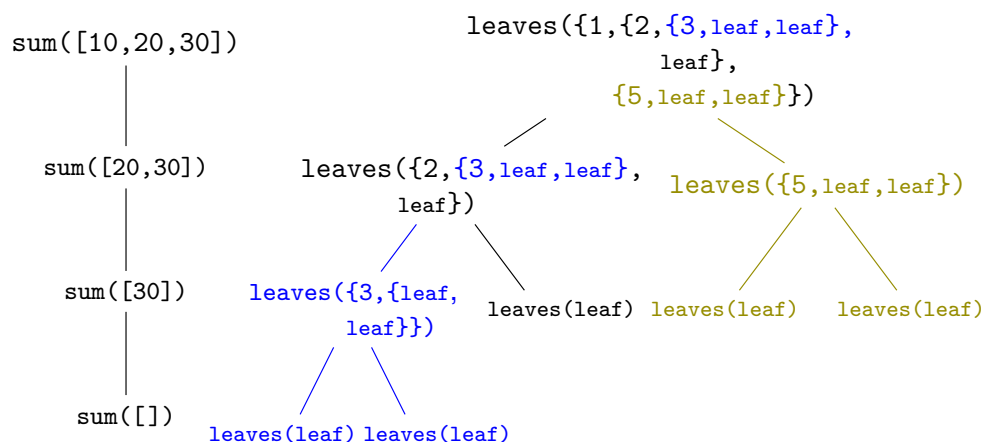 sum([10,20,30])
sum([20,30])
sum([30])
sum([])
leaves({1,{2,{3,leaf,leaf},
leaf},
{5,leaf,leaf}})
leaves({2,{3,leaf,leaf},
leaf})
leaves({5,leaf,leaf})
leaves({3,{leaf,
leaf}})
leaves(leaf)
leaves(leaf)
leaves(leaf)
leaves(leaf)
leaves(leaf)